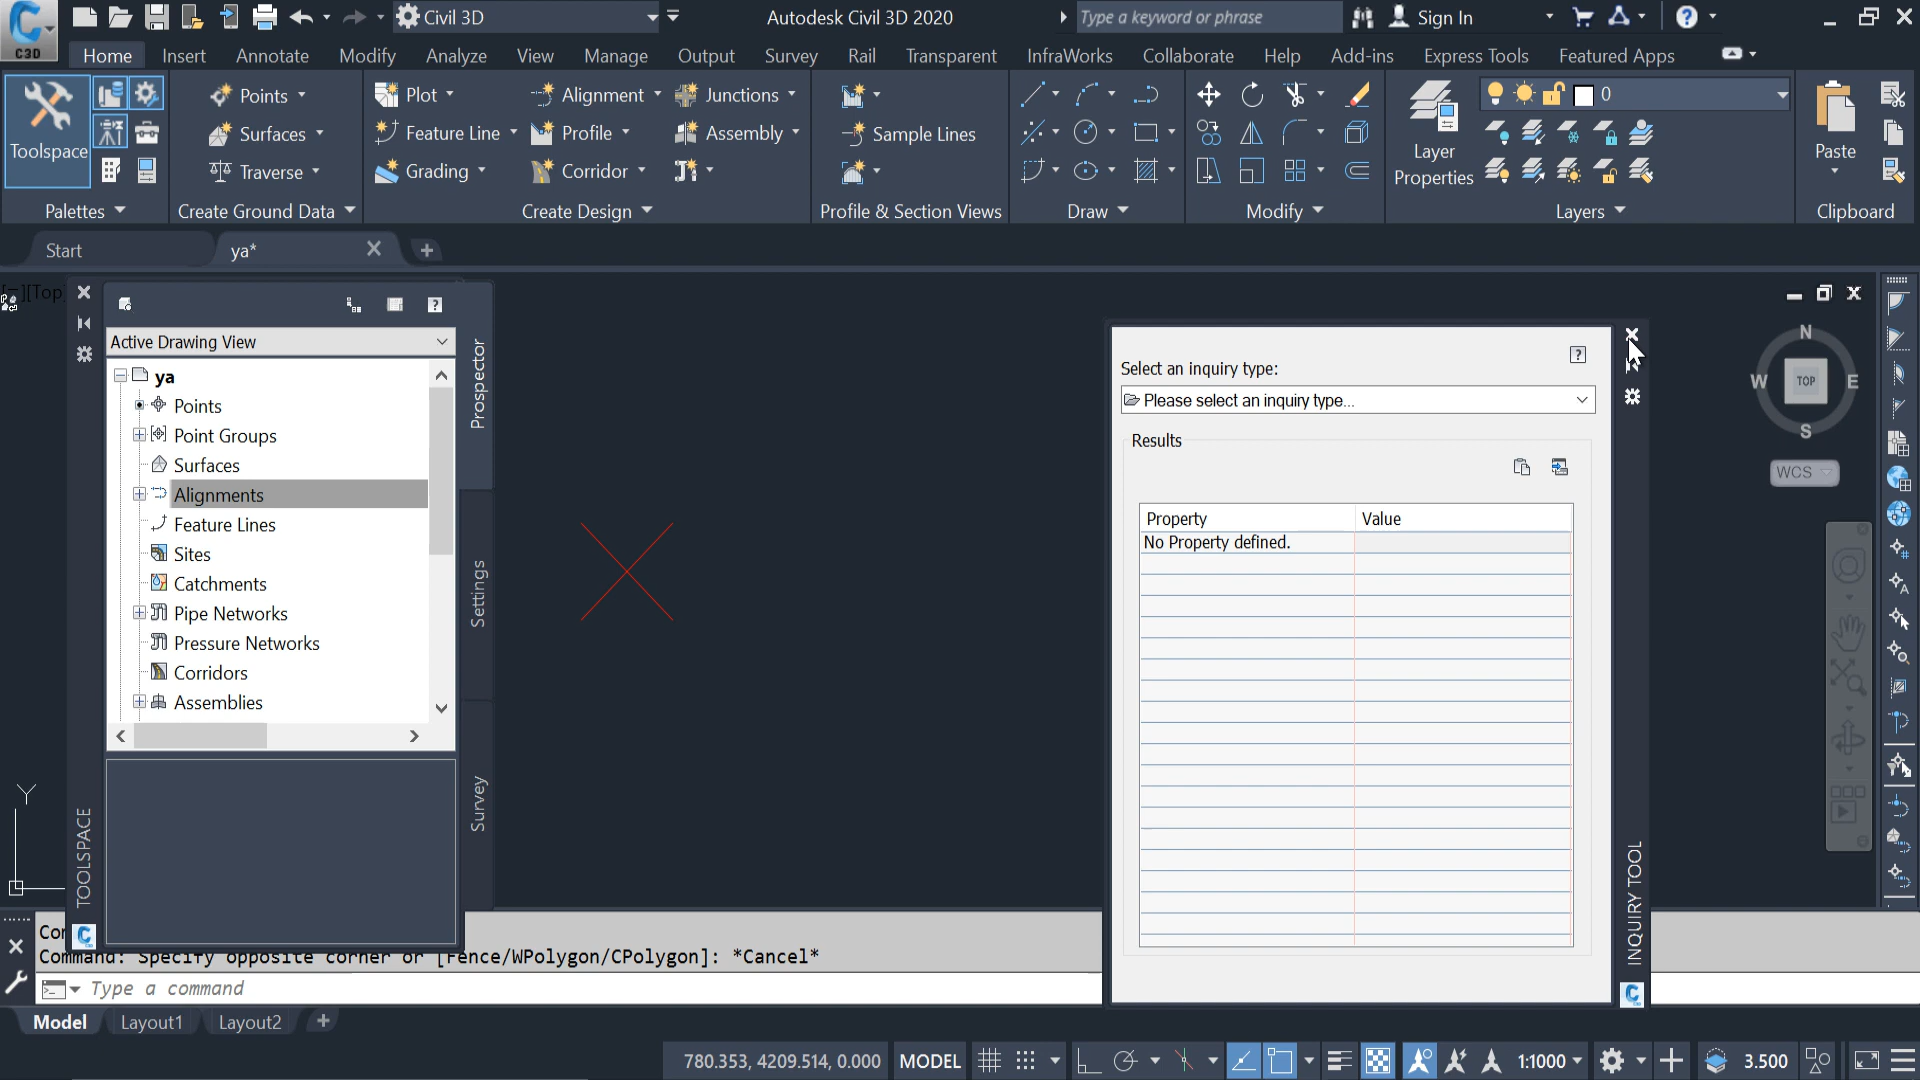 C3D
Civil 3D
Autodesk Civil 3D 2020
Type a keyword or phrase
Sign In
Home
Insert
Annotate
Modify
Analyze
View
Manage
Output
Survey
Rail
Transparent
InfraWorks
Collaborate
Help
Add-ins
Express Tools
Featured Apps
Toolspace
Palettes
Points
Surfaces
Traverse
Create Ground Data
Plot
Feature Line
Grading
Alignment
Profile
Corridor
Junctions
Assembly
Create Design
Sample Lines
Profile & Section Views
Draw
Modify
Layer
Properties
0
Layers
Paste
Clipboard
Start
ya*
[−][Top
Active Drawing View
ya
Points
Point Groups
Surfaces
Alignments
Feature Lines
Sites
Catchments
Pipe Networks
Pressure Networks
Corridors
Assemblies
Prospector
Settings
Survey
TOOLSPACE
Y
Select an inquiry type:
Please select an inquiry type...
Results
Property Value
No Property defined.
INQUIRY TOOL
N
W TOP E
S
WCS
Command: Specify opposite corner or [Fence/WPolygon/CPolygon]: *Cancel*
Type a command
Model
Layout1
Layout2
780.353, 4209.514, 0.000
MODEL
1:1000
3.500